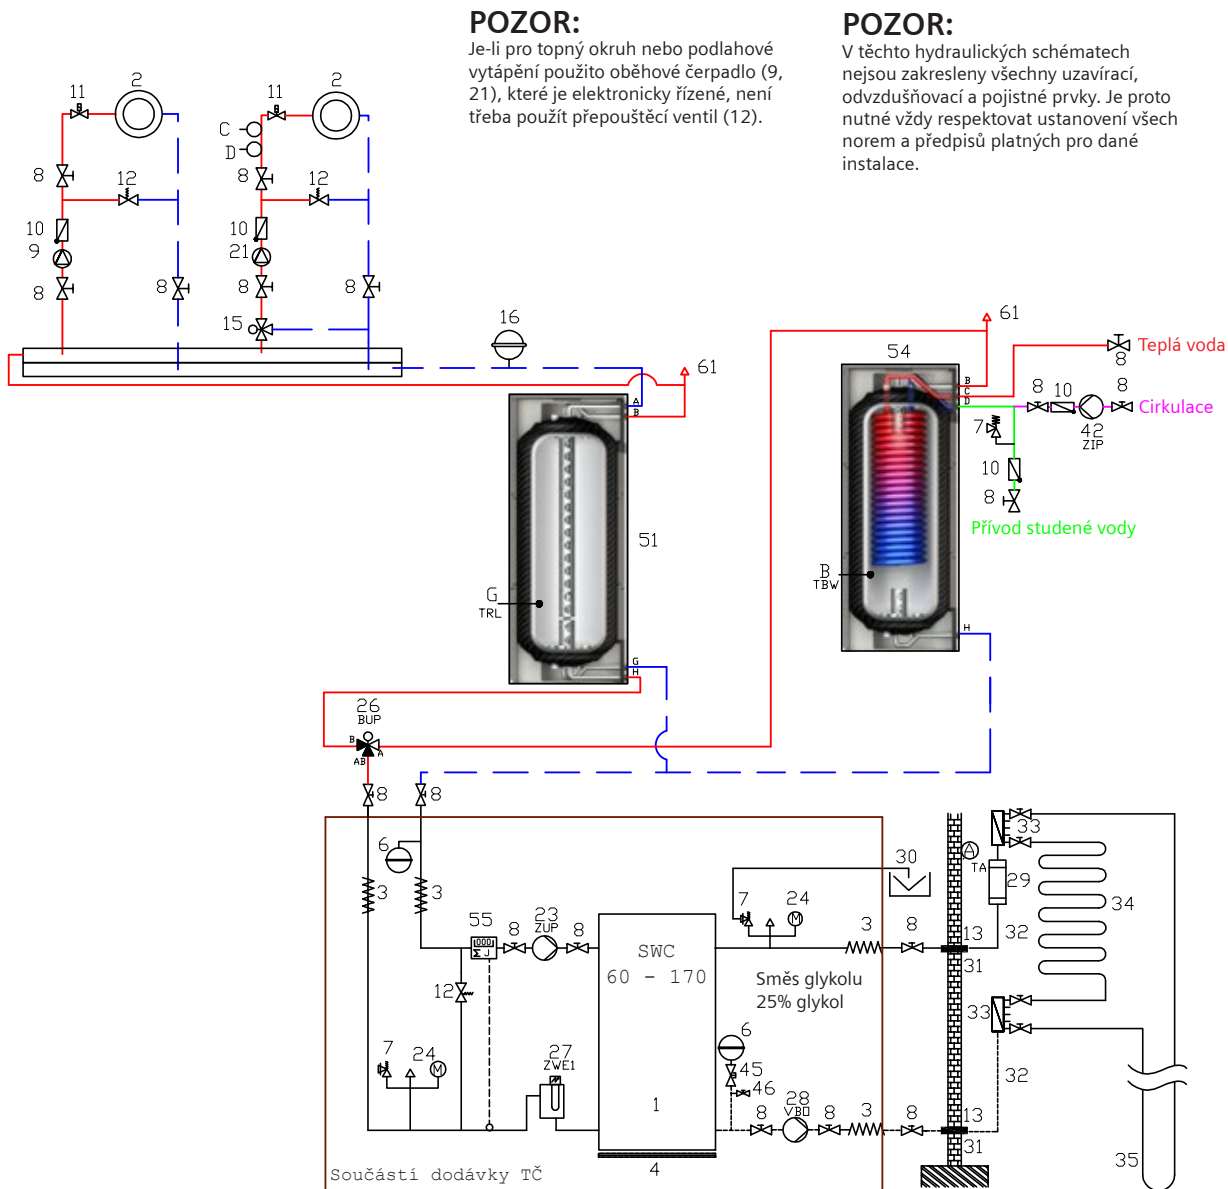 POZOR:
Je-li pro topný okruh nebo podlahové
vytápění použito oběhové čerpadlo (9,
21), které je elektronicky řízené, není
třeba použít přepouštěcí ventil (12).
POZOR:
V těchto hydraulických schématech
nejsou zakresleny všechny uzavírací,
odvzdušňovací a pojistné prvky. Je proto
nutné vždy respektovat ustanovení všech
norem a předpisů platných pro dané
instalace.
2
2
11
11
C
D
8
12
8
12
10
10
9
21
8
8
8
8
15
16
61
61
54
A
B
B
C
D
8
Teplá voda
8
10
8
Cirkulace
42
ZIP
7
10
8
Přívod studené vody
51
G
TRL
B
TBW
H
G
H
26
BUP
B
A
AB
8
8
6
3
3
55
000
Σ J
8
23
ZUP
8
SWC
60 - 170
7
24
M
30
3
8
A
TA
33
29
34
13
32
31
Směs glykolu
25% glykol
12
7
24
M
27
ZWE1
6
45
46
1
8
28
VBO
8
3
8
33
32
13
31
4
35
Součástí dodávky TČ